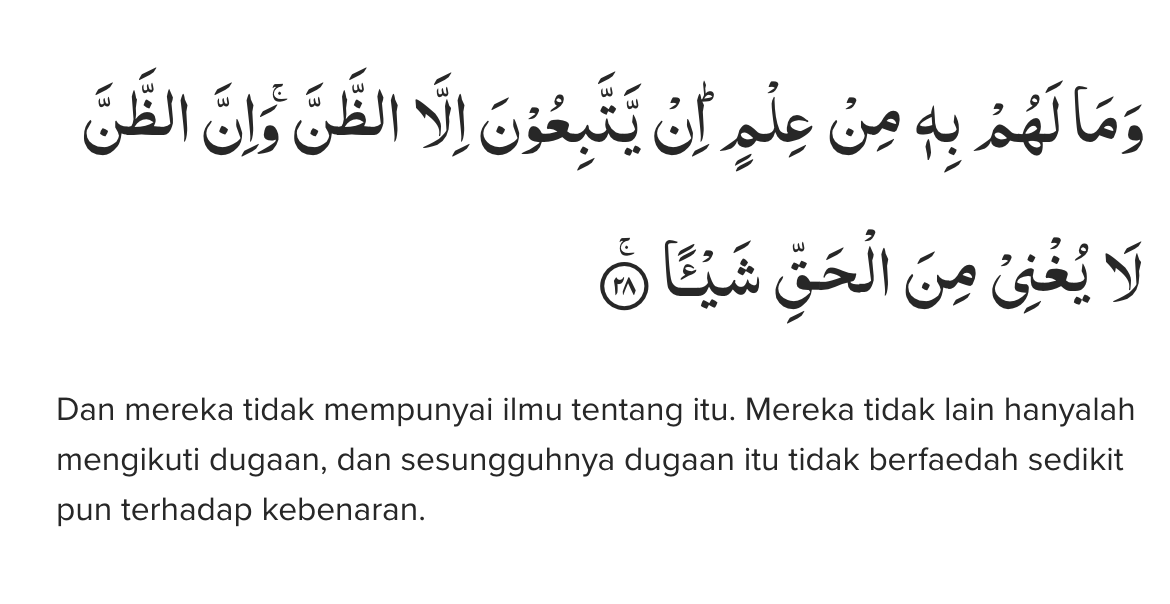 وَمَا لَهُمْ بِهٖ مِنْ عِلْمٍۗ اِنْ يَّتَّبِعُوْنَ اِلَّا الظَّنَّ ۚوَاِنَّ الظَّنَّ
لَا يُغْنِيْ مِنَ الْحَقِّ شَيْـًٔاۚ ٢٨
Dan mereka tidak mempunyai ilmu tentang itu. Mereka tidak lain hanyalah
mengikuti dugaan, dan sesungguhnya dugaan itu tidak berfaedah sedikit
pun terhadap kebenaran.